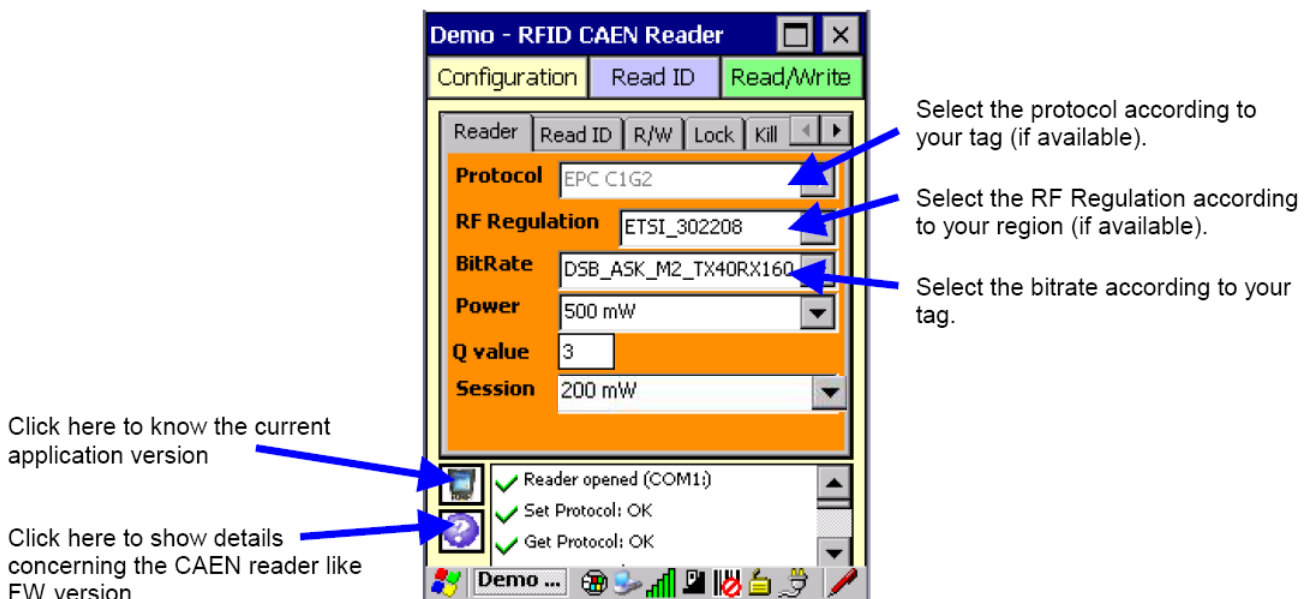 Demo - RFID CAEN Reader
Configuration
Read ID
Read/Write
Reader
Read ID
R/W
Lock
Kill
Protocol
EPC C1G2
RF Regulation
ETSI_302208
BitRate
DSB_ASK_M2_TX40RX160
Power
500 mW
Q value
3
Session
200 mW
Reader opened (COM1:)
Set Protocol: OK
Get Protocol: OK
Demo ...
Select the protocol according to
your tag (if available).
Select the RF Regulation according
to your region (if available).
Select the bitrate according to your
tag.
Click here to know the current
application version
Click here to show details
concerning the CAEN reader like
FW version